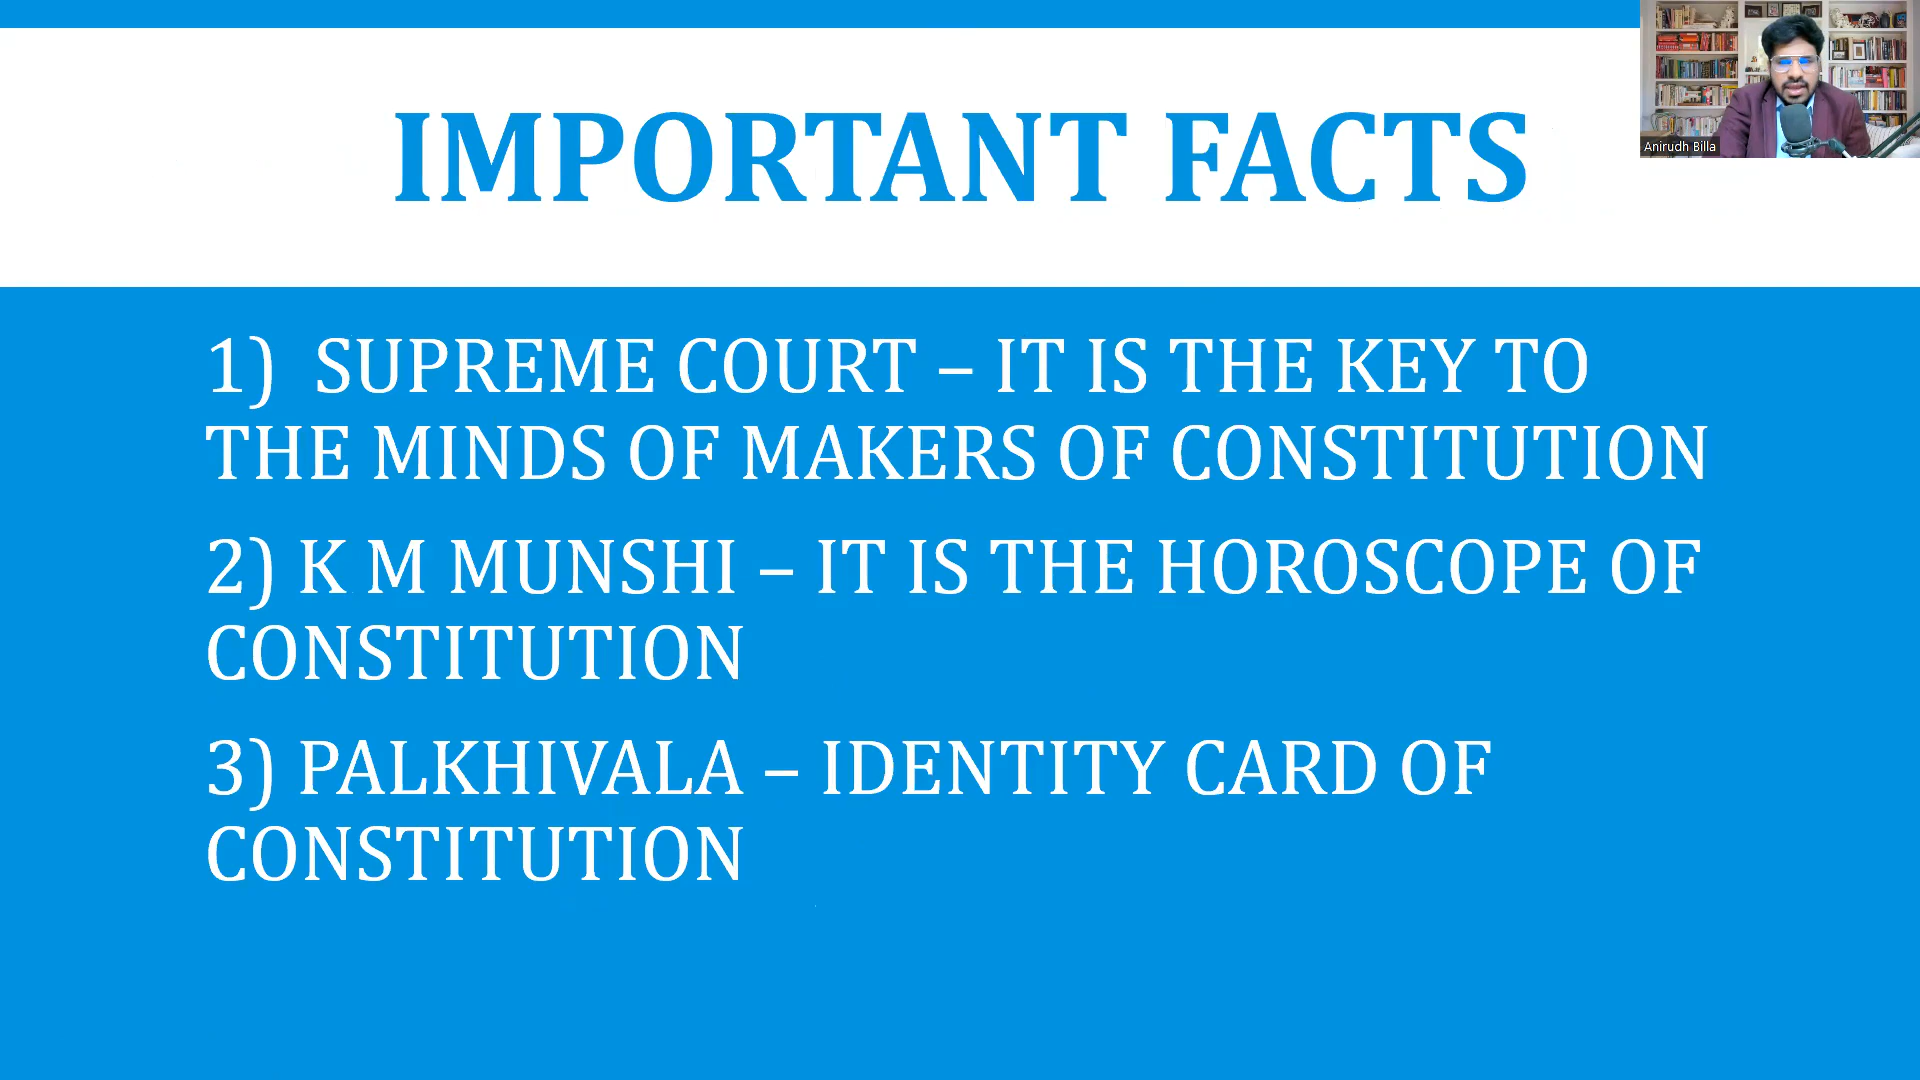 IMPORTANT FACTS
Anirudh Billa
1) SUPREME COURT – IT IS THE KEY TO
THE MINDS OF MAKERS OF CONSTITUTION
2) K M MUNSHI – IT IS THE HOROSCOPE OF
CONSTITUTION
3) PALKHIVALA – IDENTITY CARD OF
CONSTITUTION